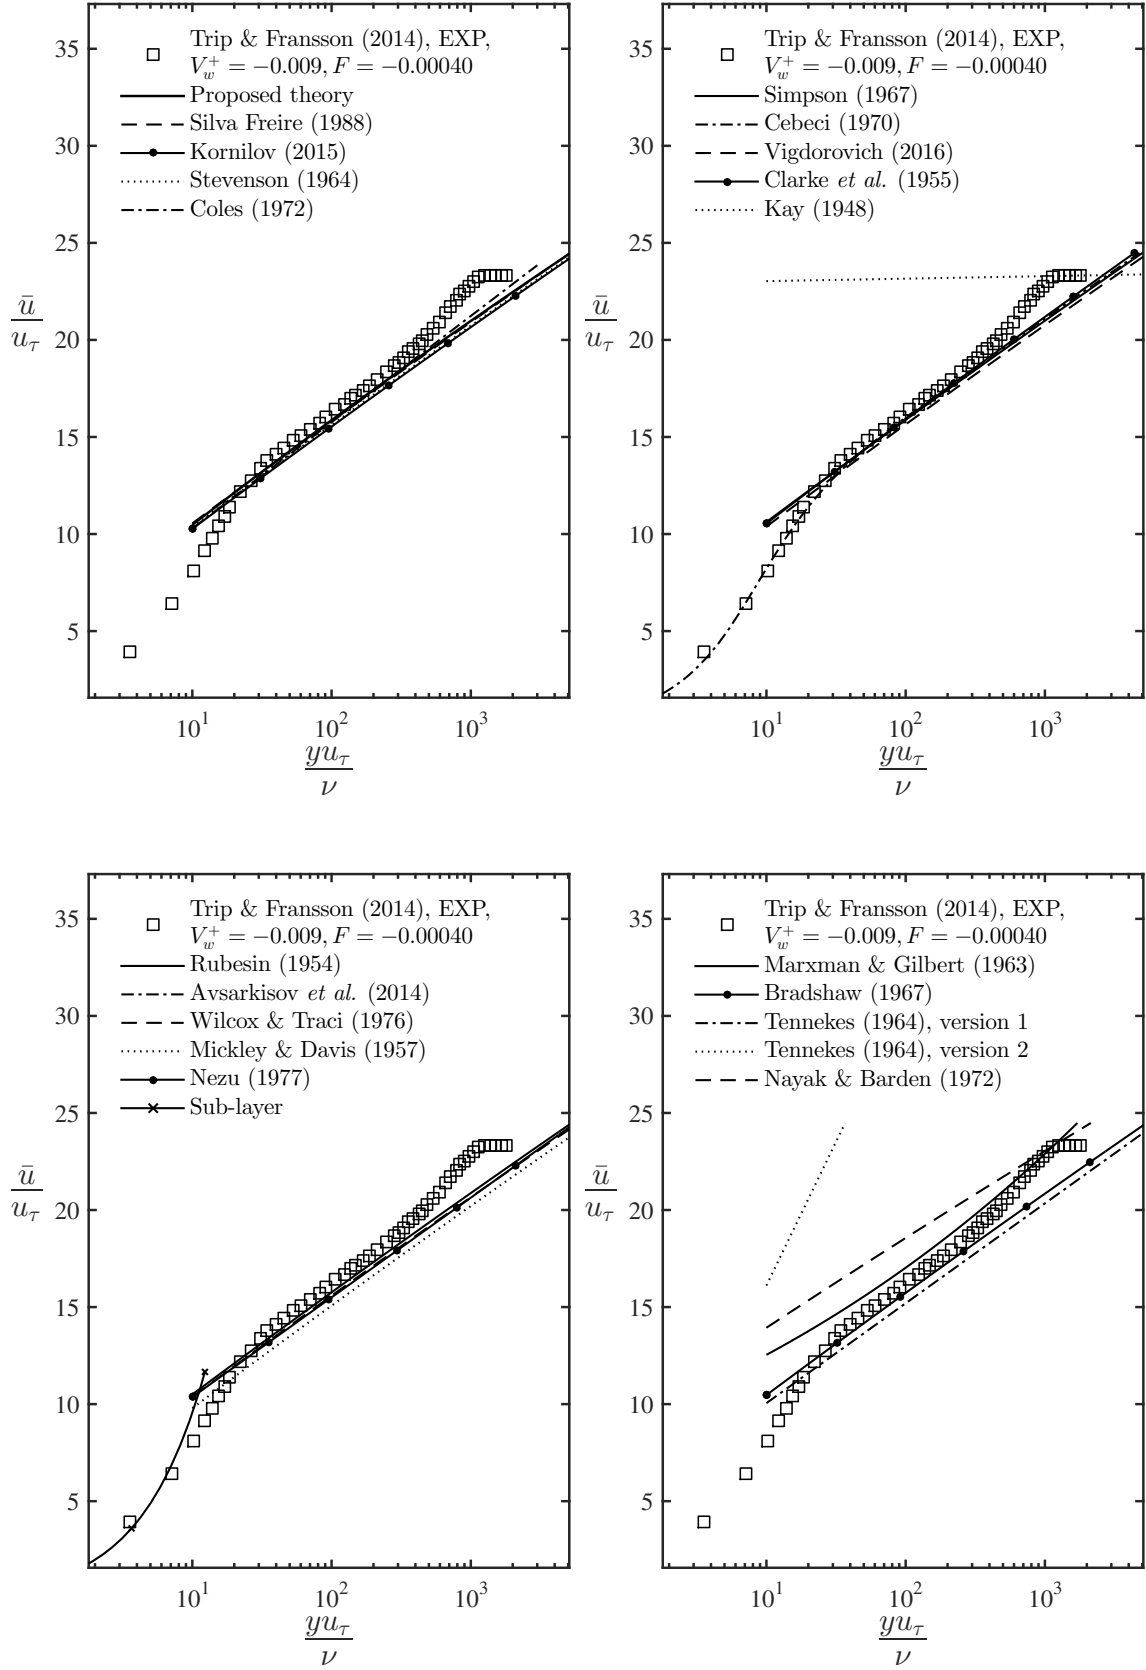 35
30
25
20
15
10
5
ū/u_τ
Trip & Fransson (2014), EXP,
V_w^+ = −0.009, F = −0.00040
Proposed theory
Silva Freire (1988)
Kornilov (2015)
Stevenson (1964)
Coles (1972)
10^1
10^2
10^3
yu_τ/ν
35
30
25
20
15
10
5
ū/u_τ
Trip & Fransson (2014), EXP,
V_w^+ = −0.009, F = −0.00040
Simpson (1967)
Cebeci (1970)
Vigdorovich (2016)
Clarke et al. (1955)
Kay (1948)
10^1
10^2
10^3
yu_τ/ν
35
30
25
20
15
10
5
ū/u_τ
Trip & Fransson (2014), EXP,
V_w^+ = −0.009, F = −0.00040
Rubesin (1954)
Avsarkisov et al. (2014)
Wilcox & Traci (1976)
Mickley & Davis (1957)
Nezu (1977)
Sub-layer
10^1
10^2
10^3
yu_τ/ν
35
30
25
20
15
10
5
ū/u_τ
Trip & Fransson (2014), EXP,
V_w^+ = −0.009, F = −0.00040
Marxman & Gilbert (1963)
Bradshaw (1967)
Tennekes (1964), version 1
Tennekes (1964), version 2
Nayak & Barden (1972)
10^1
10^2
10^3
yu_τ/ν